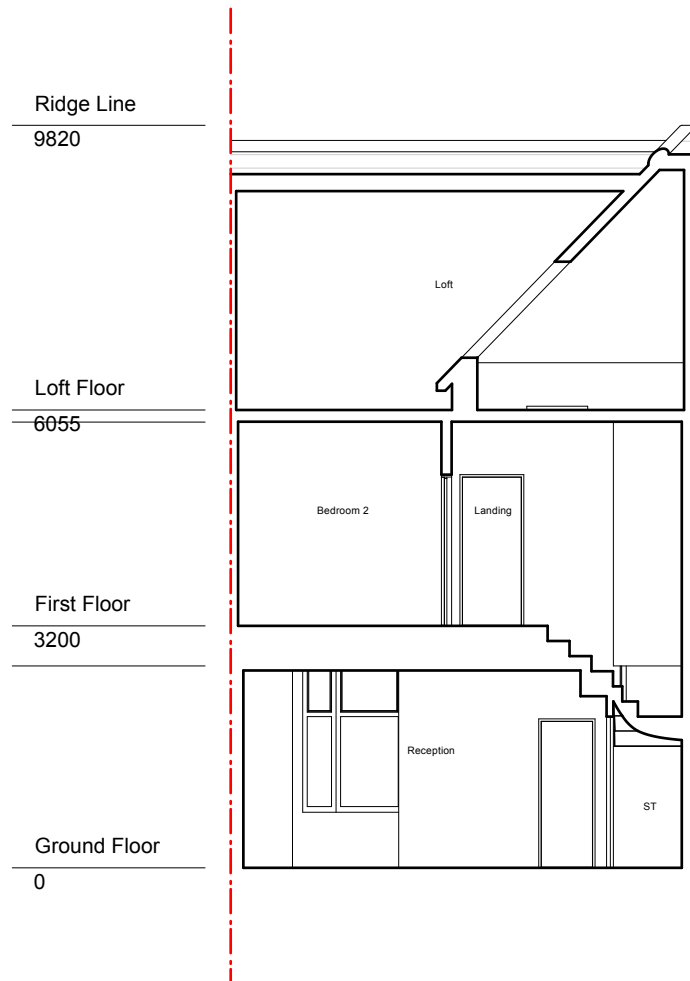 Ridge Line
9820
Loft
Loft Floor
6055
Bedroom 2
Landing
First Floor
3200
Reception
ST
Ground Floor
0